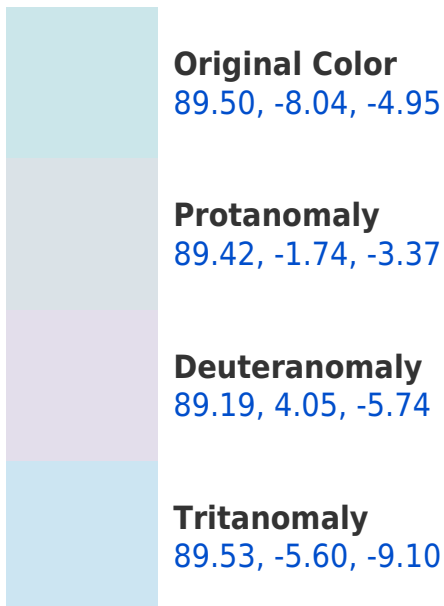 Original Color
89.50, -8.04, -4.95
Protanomaly
89.42, -1.74, -3.37
Deuteranomaly
89.19, 4.05, -5.74
Tritanomaly
89.53, -5.60, -9.10